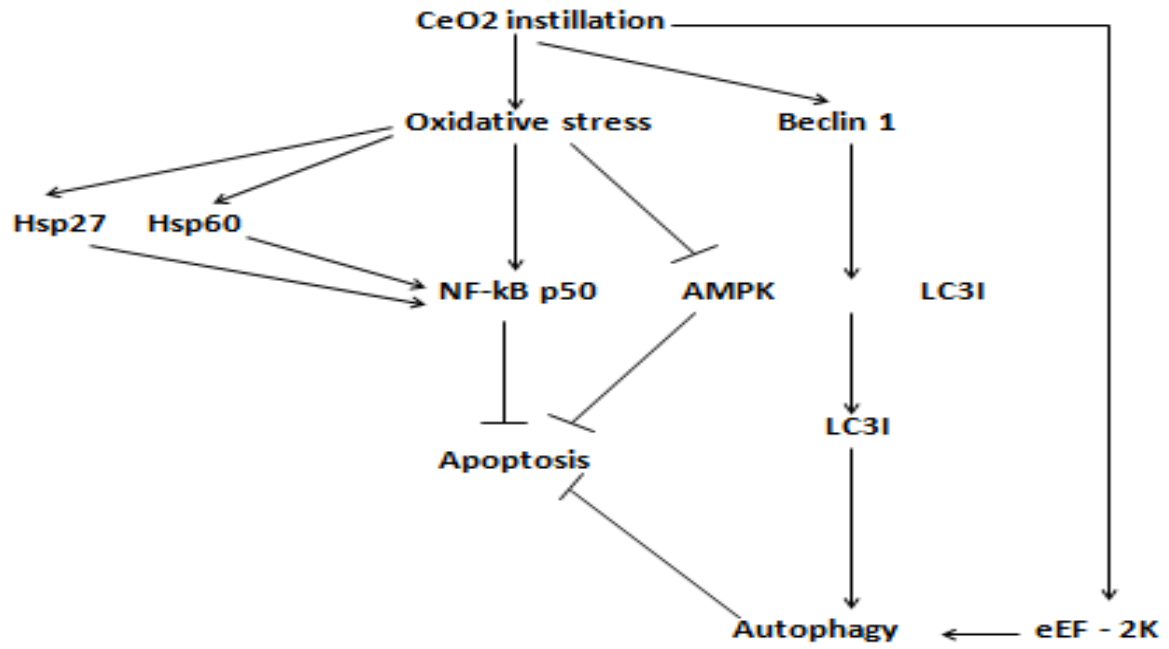 CeO2 instillation
Oxidative stress
Beclin 1
Hsp27
Hsp60
NF-kB p50
AMPK
LC3I
LC3I
Apoptosis
Autophagy
eEF - 2K